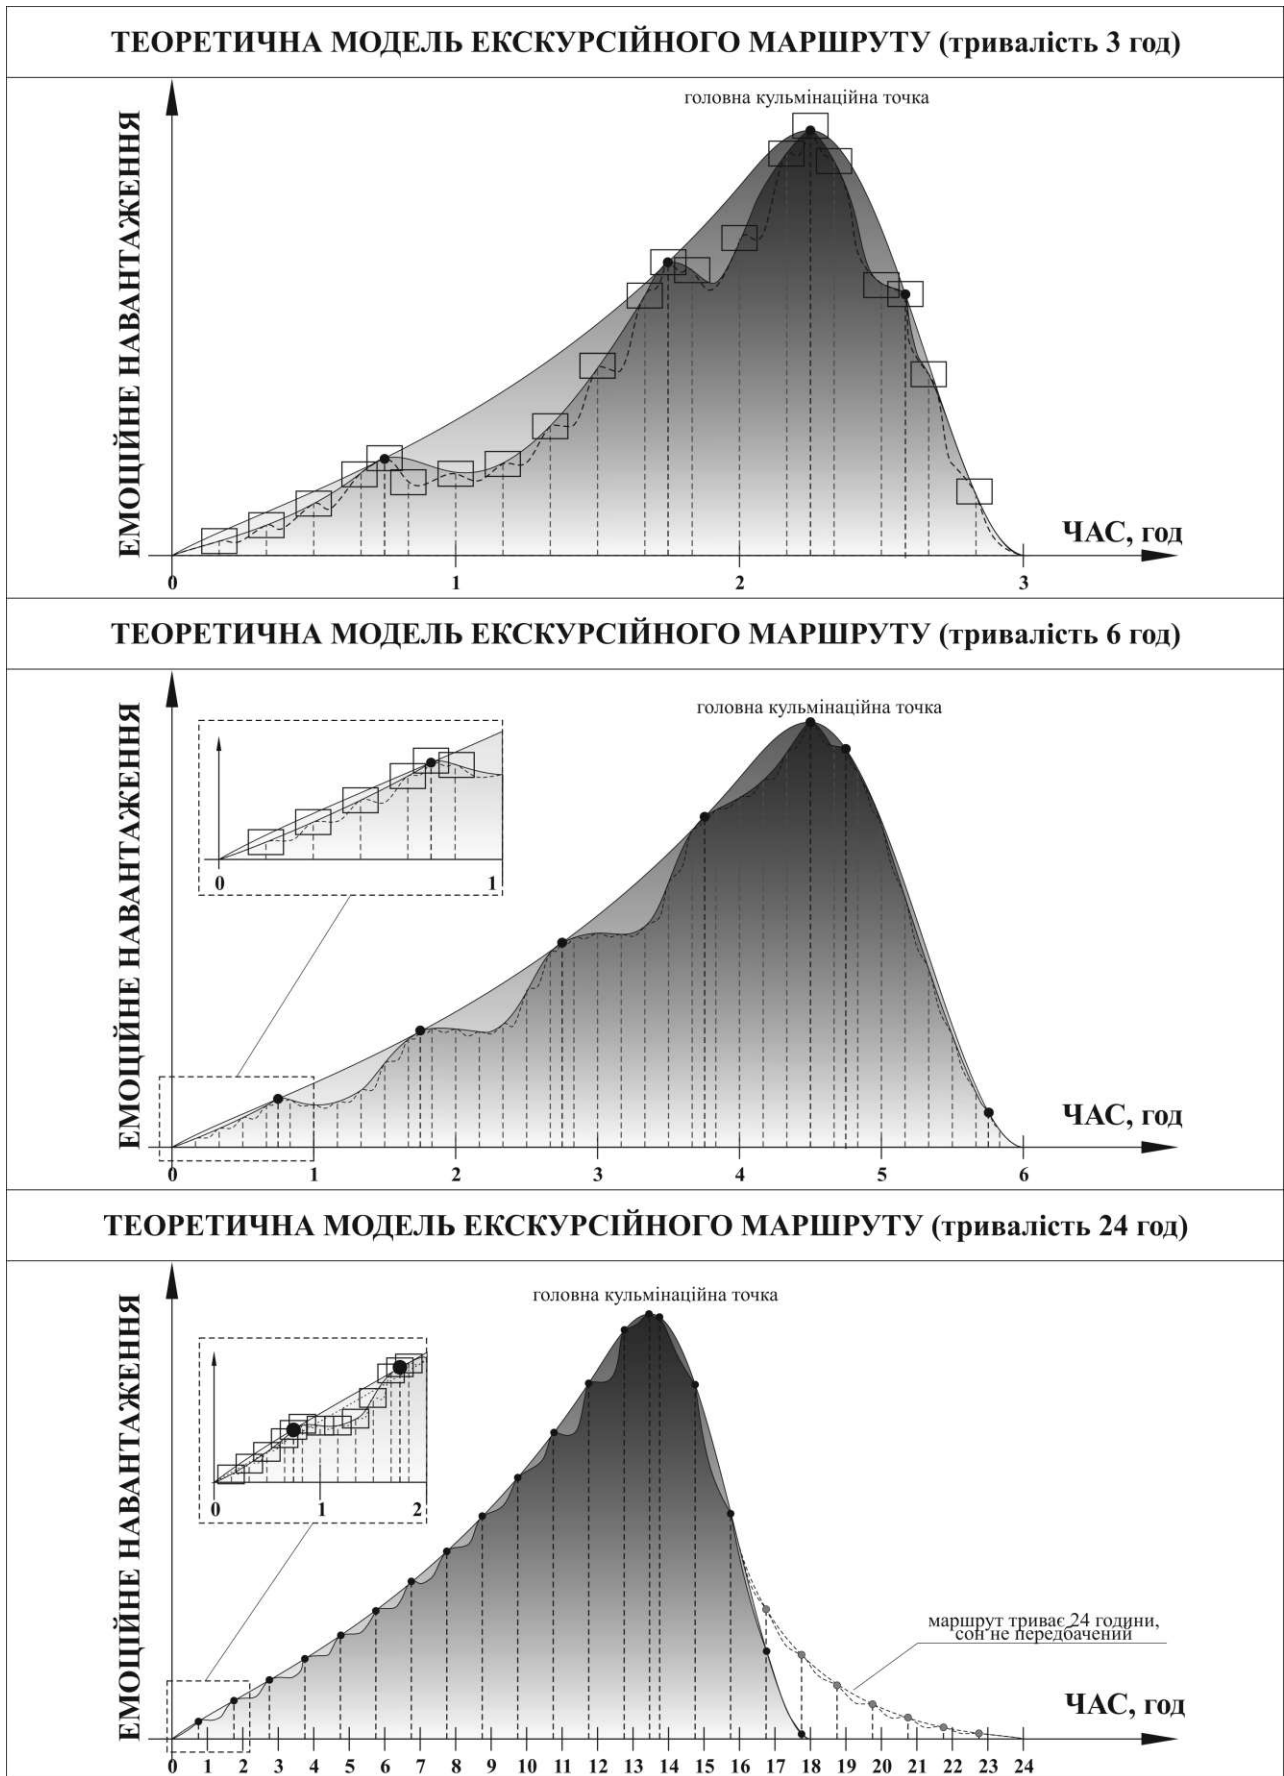 ТЕОРЕТИЧНА МОДЕЛЬ ЕКСКУРСІЙНОГО МАРШРУТУ (тривалість 3 год)
головна кульмінаційна точка
ЕМОЦІЙНЕ НАВАНТАЖЕННЯ
ЧАС, год
0 1 2 3
ТЕОРЕТИЧНА МОДЕЛЬ ЕКСКУРСІЙНОГО МАРШРУТУ (тривалість 6 год)
головна кульмінаційна точка
ЕМОЦІЙНЕ НАВАНТАЖЕННЯ
0 1
ЧАС, год
0 1 2 3 4 5 6
ТЕОРЕТИЧНА МОДЕЛЬ ЕКСКУРСІЙНОГО МАРШРУТУ (тривалість 24 год)
головна кульмінаційна точка
ЕМОЦІЙНЕ НАВАНТАЖЕННЯ
0 1 2
маршрут триває 24 години,
сон не передбачений
ЧАС, год
0 1 2 3 4 5 6 7 8 9 10 11 12 13 14 15 16 17 18 19 20 21 22 23 24